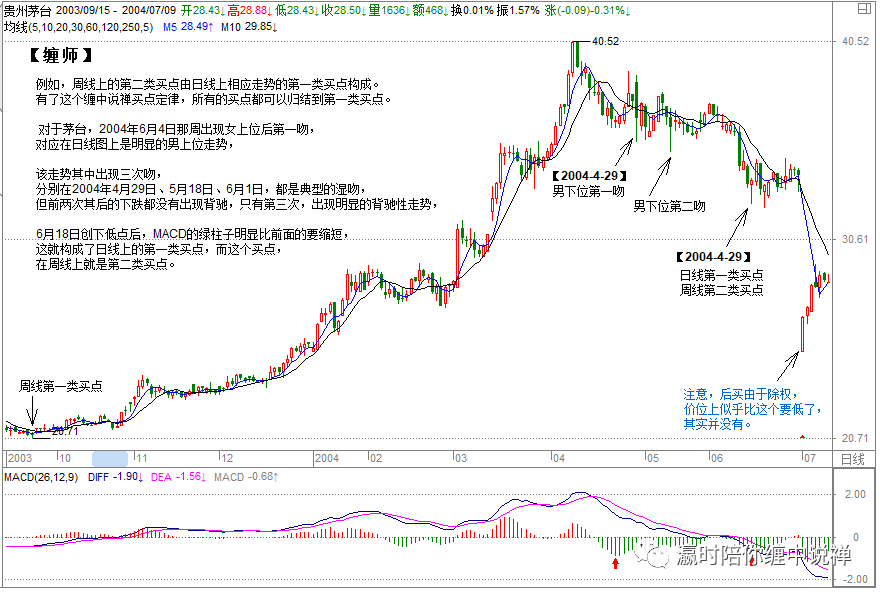 贵州茅台 2003/09/15 - 2004/07/09 开28.43↓高28.88↓低28.43↓收28.50↓量1636↓额468↓换0.01% 振1.57% 涨(-0.09)-0.31%↓
均线(5,10,20,30,60,120,250,5) M5 28.49↑ M10 29.85↓
【缠师】
例如，周线上的第二类买点由日线上相应走势的第一类买点构成。
有了这个缠中说禅买点定律，所有的买点都可以归结到第一类买点。
对于茅台，2004年6月4日那周出现女上位后第一吻，
对应在日线图上是明显的男上位走势，
该走势其中出现三次吻，
分别在2004年4月29日、5月18日、6月1日，都是典型的湿吻，
但前两次其后的下跌都没有出现背驰，只有第三次，出现明显的背驰性走势，
6月18日创下低点后，MACD的绿柱子明显比前面的要缩短，
这就构成了日线上的第一类买点，而这个买点，
在周线上就是第二类买点。
40.52
40.52
【2004-4-29】
男下位第一吻
男下位第二吻
30.61
【2004-4-29】
日线第一类买点
周线第二类买点
周线第一类买点
20.71
注意，后买由于除权，
价位上似乎比这个要低了，
其实并没有。
20.71
2003 10 11 12 2004 02 03 04 05 06 07 日线
MACD(26,12,9) DIFF -1.90↓ DEA -1.56↓ MACD -0.68↑
2.00
0
-2.00
赢时陪你缠中说禅